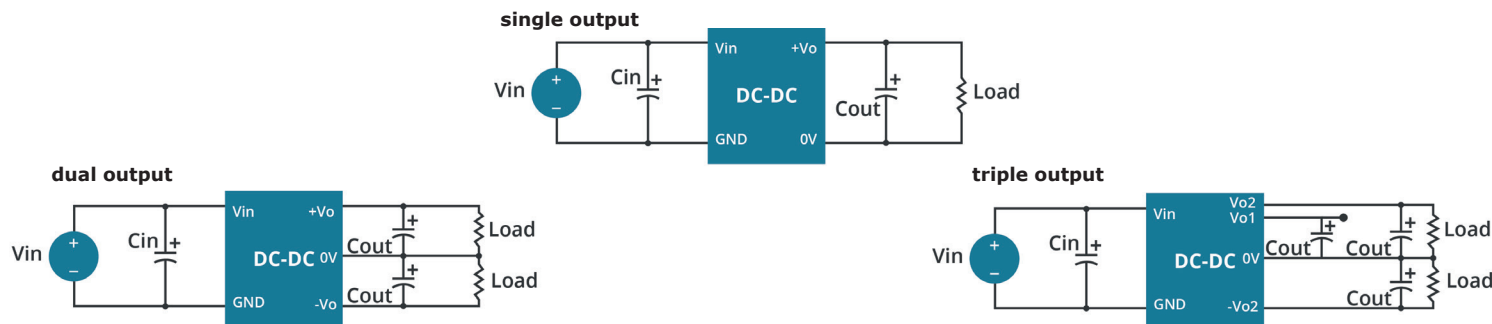 single output
Vin
Cin
+
Vin
+Vo
+
−
DC-DC
GND
0V
+
Cout
Load
dual output
Vin
Cin
+
Vin
+Vo
+
−
DC-DC
0V
GND
-Vo
+
Cout
Load
+
Cout
Load
triple output
Vin
Cin
+
Vin
Vo2
Vo1
+
−
DC-DC
0V
GND
-Vo2
+
Cout
+
Cout
Load
+
Cout
Load